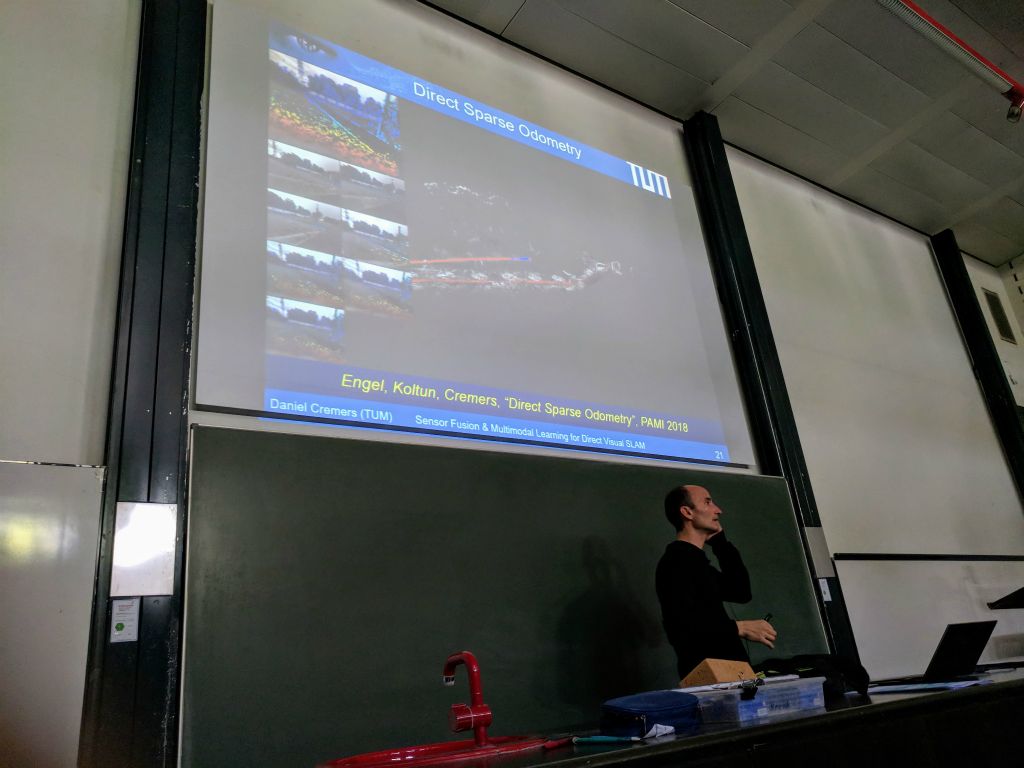 Direct Sparse Odometry
TUM
Engel, Koltun, Cremers, “Direct Sparse Odometry”, PAMI 2018
Daniel Cremers (TUM)
Sensor Fusion & Multimodal Learning for Direct Visual SLAM
21